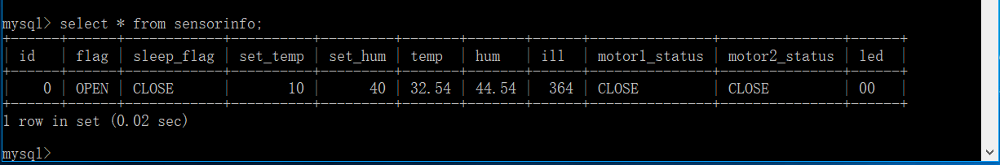 mysql> select * from sensorinfo;
+------+------+------------+----------+---------+-------+-------+------+---------------+---------------+------+
| id | flag | sleep_flag | set_temp | set_hum | temp | hum | ill | motor1_status | motor2_status | led |
+------+------+------------+----------+---------+-------+-------+------+---------------+---------------+------+
| 0 | OPEN | CLOSE | 10 | 40 | 32.54 | 44.54 | 364 | CLOSE | CLOSE | 00 |
+------+------+------------+----------+---------+-------+-------+------+---------------+---------------+------+
1 row in set (0.02 sec)
mysql>